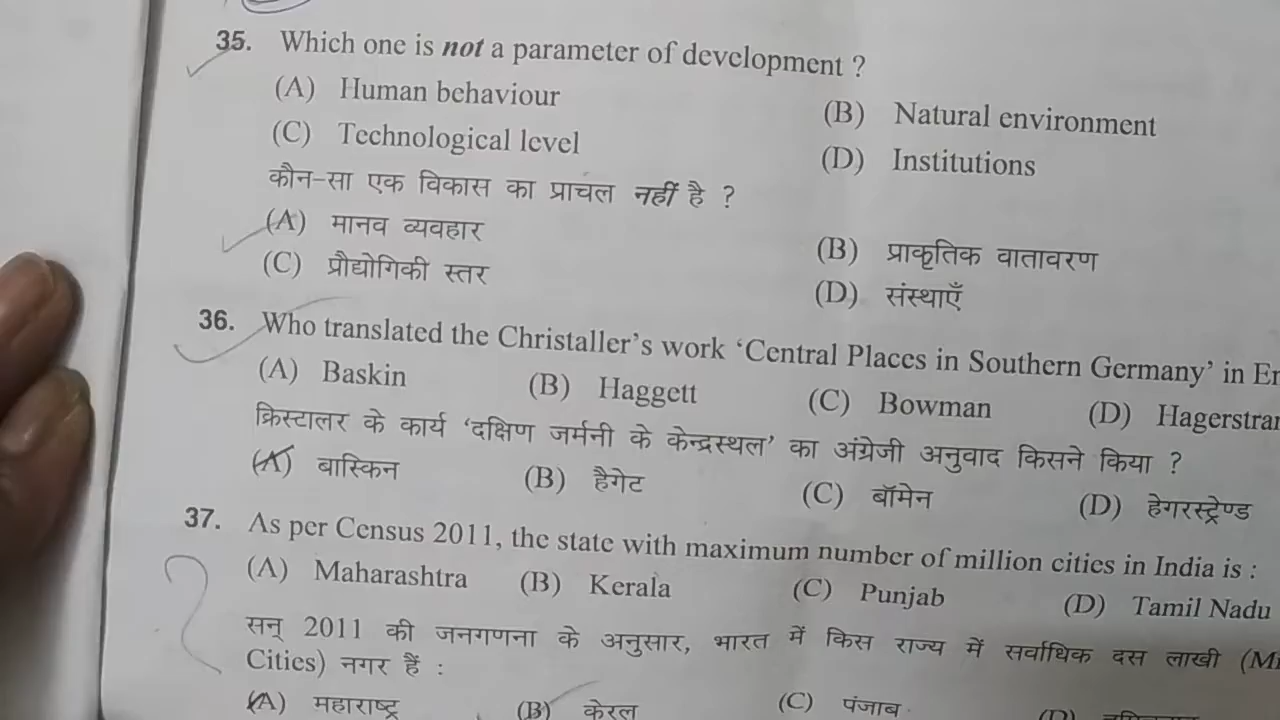 35. Which one is not a parameter of development ?
(A) Human behaviour (B) Natural environment
(C) Technological level (D) Institutions
कौन-सा एक विकास का प्राचल नहीं है ?
(A) मानव व्यवहार (B) प्राकृतिक वातावरण
(C) प्रौद्योगिकी स्तर (D) संस्थाएँ
36. Who translated the Christaller's work 'Central Places in Southern Germany' in
(A) Baskin (B) Haggett (C) Bowman (D)
क्रिस्टालर के कार्य 'दक्षिण जर्मनी के केन्द्रस्थल' का अंग्रेजी अनुवाद किसने किया ?
(A) बास्किन (B) हैगेट (C) बॉमेन (D) हेगरस्ट्रेण्ड
37. As per Census 2011, the state with maximum number of million cities in India is :
(A) Maharashtra (B) Kerala (C) Punjab (D) Tamil Nadu
सन् 2011 की जनगणना के अनुसार, भारत में किस राज्य में सर्वाधिक दस लाखी
Cities) नगर हैं :
(A) महाराष्ट्र (B) केरल (C) पंजाब